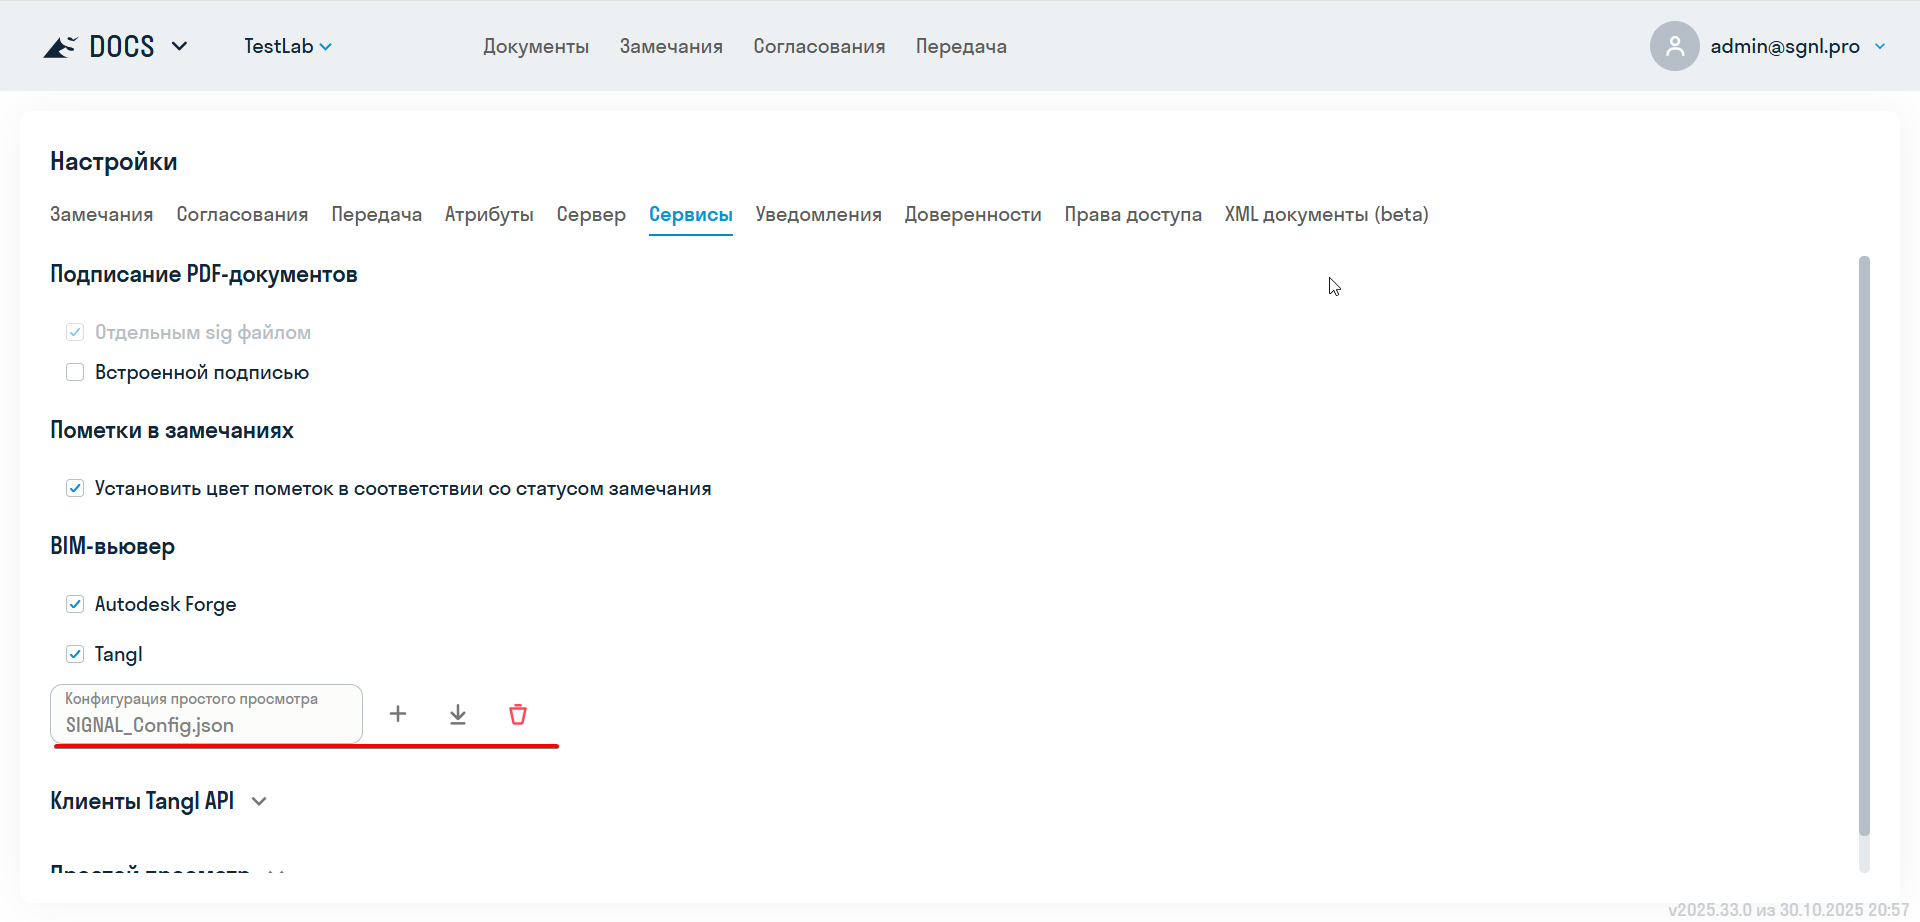 DOCS TestLab Документы Замечания Согласования Передача admin@sgnl.pro
Настройки
Замечания Согласования Передача Атрибуты Сервер Сервисы Уведомления Доверенности Права доступа XML документы (beta)
Подписание PDF-документов
Отдельным sig файлом
Встроенной подписью
Пометки в замечаниях
Установить цвет пометок в соответствии со статусом замечания
BIM-вьювер
Autodesk Forge
Tangl
Конфигурация простого просмотра
SIGNAL_Config.json
Клиенты Tangl API
Простой просмотр
v2025.33.0 из 30.10.2025 20:57